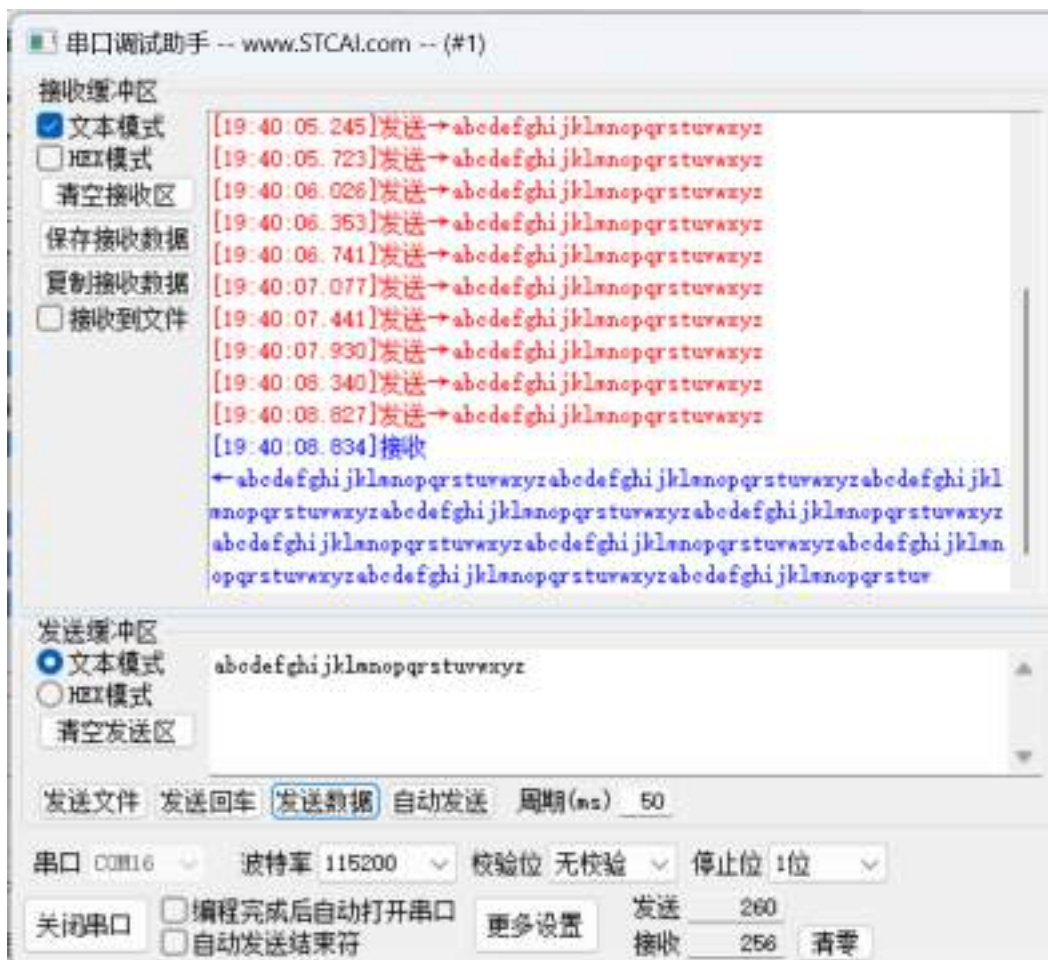 串口调试助手 -- www.STCAI.com -- (#1)
接收缓冲区
文本模式
HEX模式
清空接收区
保存接收数据
复制接收数据
接收到文件
[19:40:05.245]发送→abcdefghijklmnopqrstuvwxyz
[19:40:05.723]发送→abcdefghijklmnopqrstuvwxyz
[19:40:06.026]发送→abcdefghijklmnopqrstuvwxyz
[19:40:06.353]发送→abcdefghijklmnopqrstuvwxyz
[19:40:06.741]发送→abcdefghijklmnopqrstuvwxyz
[19:40:07.077]发送→abcdefghijklmnopqrstuvwxyz
[19:40:07.441]发送→abcdefghijklmnopqrstuvwxyz
[19:40:07.930]发送→abcdefghijklmnopqrstuvwxyz
[19:40:08.340]发送→abcdefghijklmnopqrstuvwxyz
[19:40:08.827]发送→abcdefghijklmnopqrstuvwxyz
[19:40:08.834]接收
←abcdefghijklmnopqrstuvwxyzabcdefghijklmnopqrstuvwxyzabcdefghijkl
mnopqrstuvwxyzabcdefghijklmnopqrstuvwxyzabcdefghijklmnopqrstuvwxyz
abcdefghijklmnopqrstuvwxyzabcdefghijklmnopqrstuvwxyzabcdefghijklmn
opqrstuvwxyzabcdefghijklmnopqrstuvwxyzabcdefghijklmnopqrstuv
发送缓冲区
文本模式
HEX模式
清空发送区
abcdefghijklmnopqrstuvwxyz
发送文件 发送回车 发送数据 自动发送 周期(ms) 50
串口 COM16 波特率 115200 校验位 无校验 停止位 1位
关闭串口
编程完成后自动打开串口
自动发送结束符
更多设置
发送 260
接收 256 清零